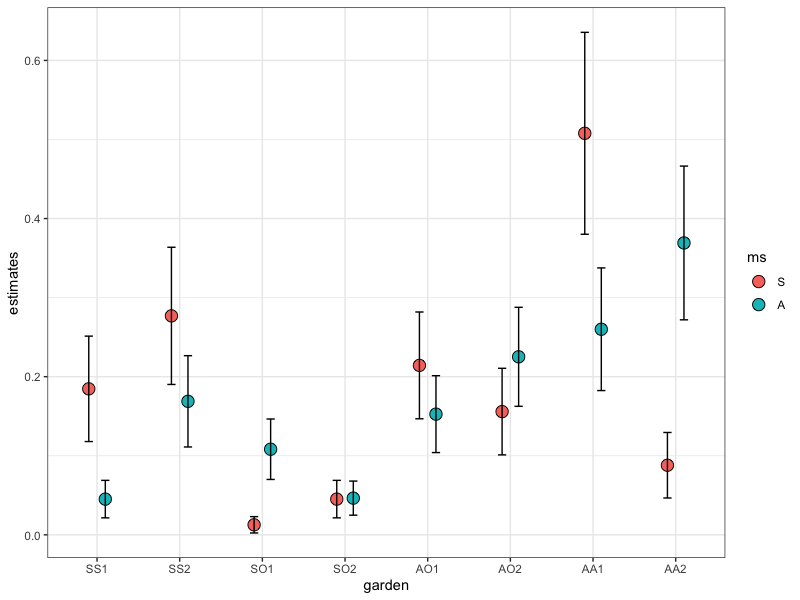 estimates
0.6
0.4
0.2
0.0
SS1 SS2 SO1 SO2 AO1 AO2 AA1 AA2
garden
ms
S
A